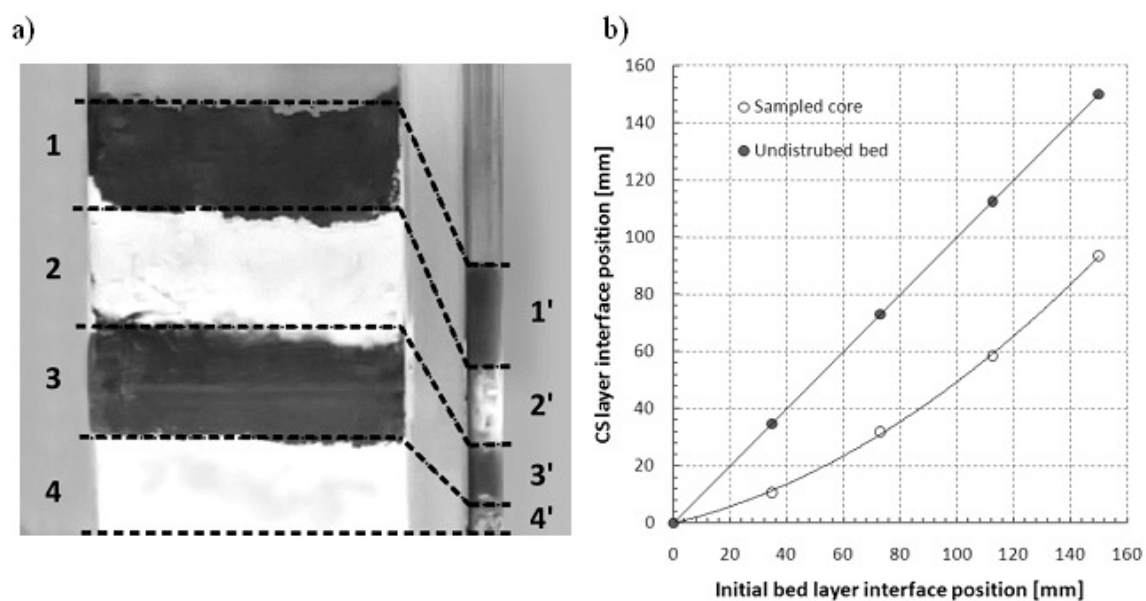 a)
1
2
3
4
1'
2'
3'
4'
b)
160
140
120
100
80
60
40
20
0
CS layer interface position [mm]
Sampled core
Undistrubed bed
0 20 40 60 80 100 120 140 160
Initial bed layer interface position [mm]